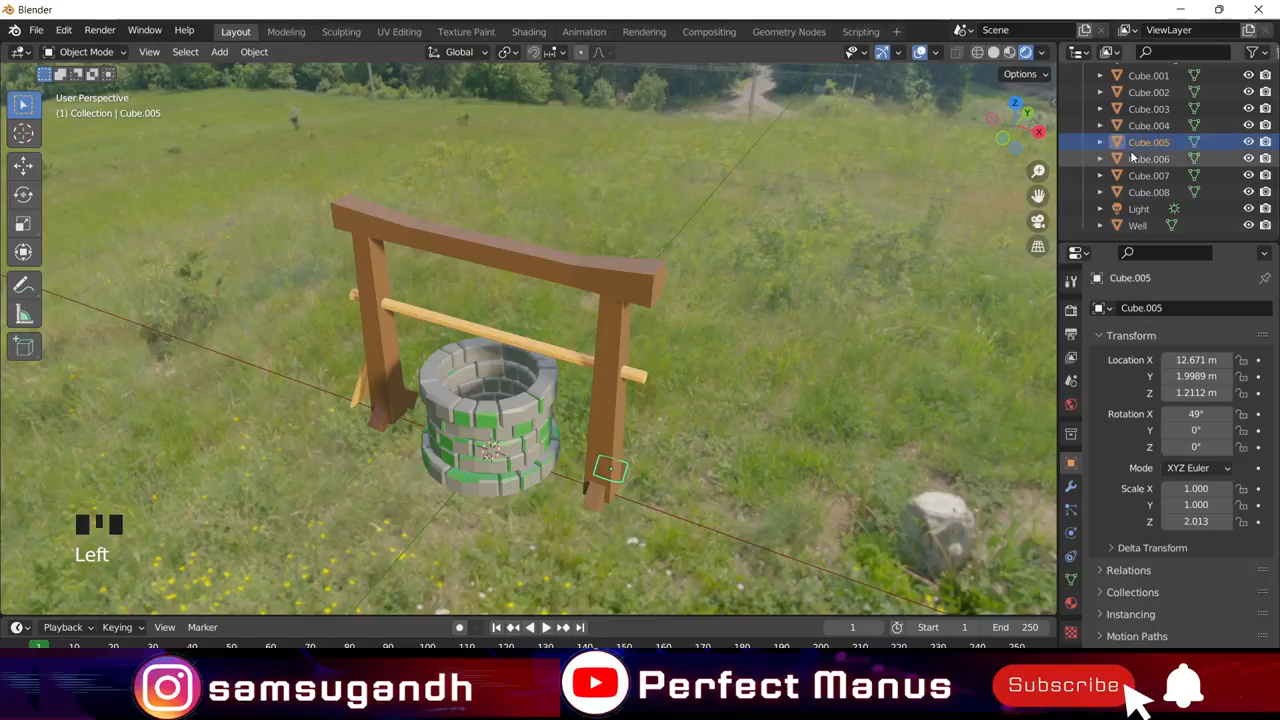 Blender
File Edit Render Window Help Layout Modeling Sculpting UV Editing Texture Paint Shading Animation Rendering Compositing Geometry Nodes Scripting + Scene ViewLayer
Object Mode View Select Add Object Global
Options
User Perspective
(1) Collection | Cube.005
Z
Y
X
Left
Cube.001
Cube.002
Cube.003
Cube.004
Cube.005
Cube.006
Cube.007
Cube.008
Light
Well
Cube.005
Cube.005
Transform
Location X 12.671 m
Y 1.9989 m
Z 1.2112 m
Rotation X 49°
Y 0°
Z 0°
Mode XYZ Euler
Scale X 1.000
Y 1.000
Z 2.013
Delta Transform
Relations
Collections
Instancing
Motion Paths
Playback Keying View Marker 1 Start 1 End 250
samsugandh Perfect Manus Subscribe